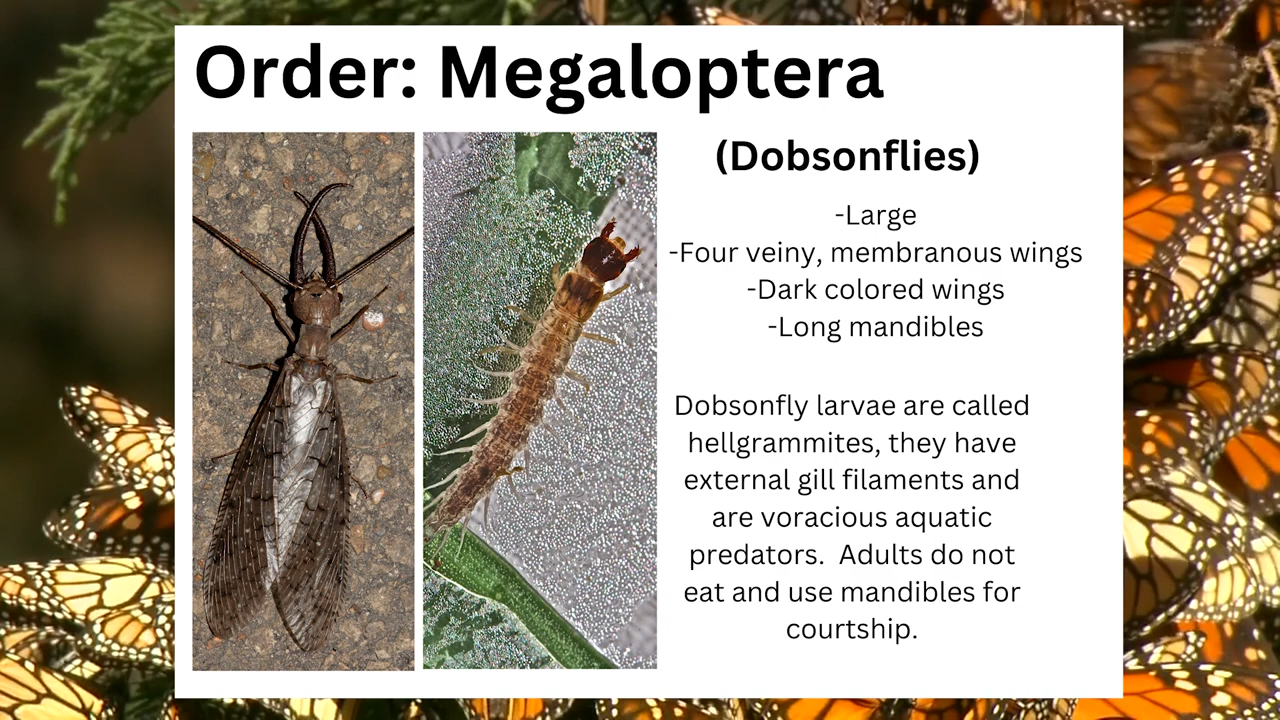 Order: Megaloptera
(Dobsonflies)
-Large
-Four veiny, membranous wings
-Dark colored wings
-Long mandibles
Dobsonfly larvae are called
hellgrammites, they have
external gill filaments and
are voracious aquatic
predators.  Adults do not
eat and use mandibles for
courtship.